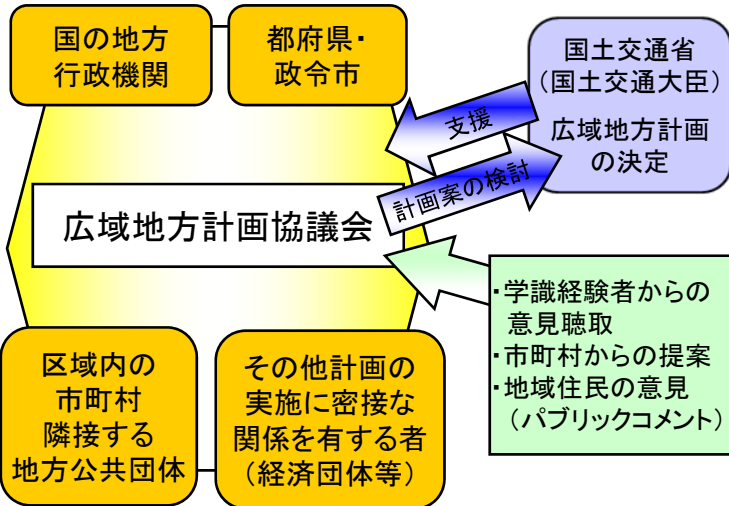 国の地方
行政機関
都府県・
政令市
国土交通省
（国土交通大臣）
広域地方計画
の決定
支援
計画案の検討
広域地方計画協議会
・学識経験者からの
意見聴取
・市町村からの提案
・地域住民の意見
（パブリックコメント）
区域内の
市町村
隣接する
地方公共団体
その他計画の
実施に密接な
関係を有する者
（経済団体等）